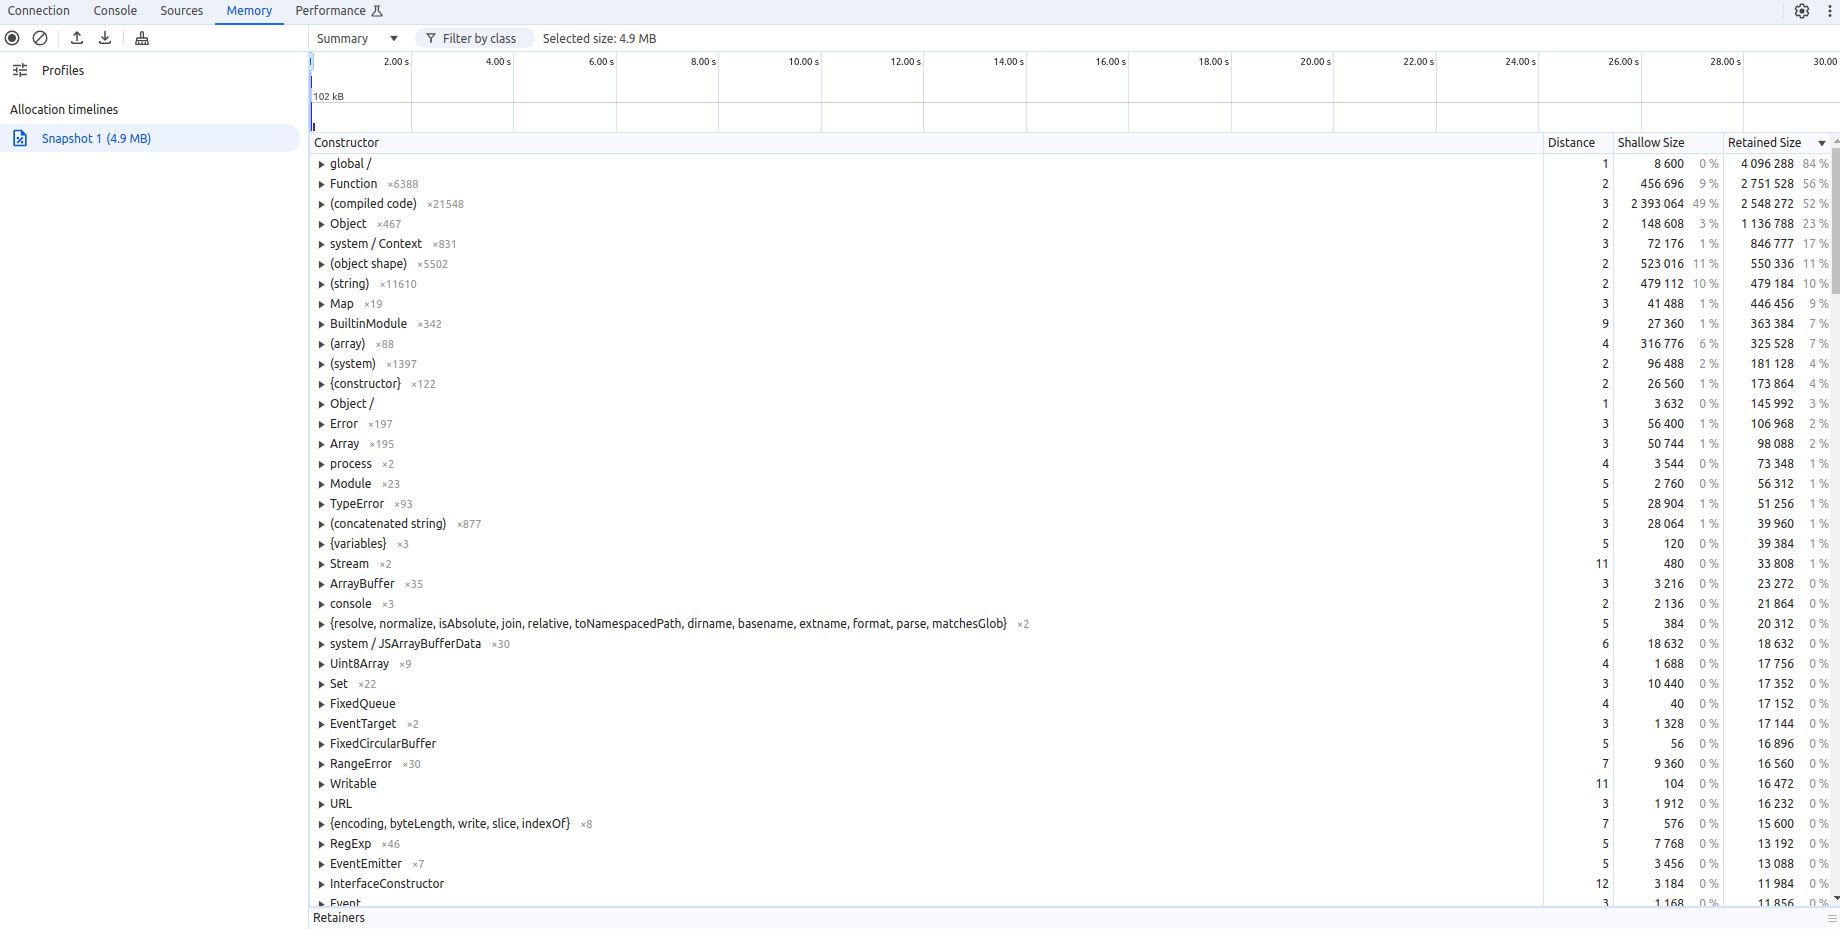 Connection Console Sources Memory Performance
Summary Filter by class Selected size: 4.9 MB
Profiles
Allocation timelines
Snapshot 1 (4.9 MB)
2.00 s 4.00 s 6.00 s 8.00 s 10.00 s 12.00 s 14.00 s 16.00 s 18.00 s 20.00 s 22.00 s 24.00 s 26.00 s 28.00 s 30.00
102 kB
Constructor Distance Shallow Size Retained Size
global / 1 8 600 0 % 4 096 288 84 %
Function ×6388 2 456 696 9 % 2 751 528 56 %
(compiled code) ×21548 3 2 393 064 49 % 2 548 272 52 %
Object ×467 2 148 608 3 % 1 136 788 23 %
system / Context ×831 3 72 176 1 % 846 777 17 %
(object shape) ×5502 2 523 016 11 % 550 336 11 %
(string) ×11610 2 479 112 10 % 479 184 10 %
Map ×19 3 41 488 1 % 446 456 9 %
BuiltinModule ×342 9 27 360 1 % 363 384 7 %
(array) ×88 4 316 776 6 % 325 528 7 %
(system) ×1397 2 96 488 2 % 181 128 4 %
{constructor} ×122 2 26 560 1 % 173 864 4 %
Object / 1 3 632 0 % 145 992 3 %
Error ×197 3 56 400 1 % 106 968 2 %
Array ×195 3 50 744 1 % 98 088 2 %
process ×2 4 3 544 0 % 73 348 1 %
Module ×23 5 2 760 0 % 56 312 1 %
TypeError ×93 5 28 904 1 % 51 256 1 %
(concatenated string) ×877 3 28 064 1 % 39 960 1 %
{variables} ×3 5 120 0 % 39 384 1 %
Stream ×2 11 480 0 % 33 808 1 %
ArrayBuffer ×35 3 3 216 0 % 23 272 0 %
console ×3 2 2 136 0 % 21 864 0 %
{resolve, normalize, isAbsolute, join, relative, toNamespacedPath, dirname, basename, extname, format, parse, matchesGlob} ×2 5 384 0 % 20 312 0 %
system / JSArrayBufferData ×30 6 18 632 0 % 18 632 0 %
Uint8Array ×9 4 1 688 0 % 17 756 0 %
Set ×22 3 10 440 0 % 17 352 0 %
FixedQueue 4 40 0 % 17 152 0 %
EventTarget ×2 3 1 328 0 % 17 144 0 %
FixedCircularBuffer 5 56 0 % 16 896 0 %
RangeError ×30 7 9 360 0 % 16 560 0 %
Writable 11 104 0 % 16 472 0 %
URL 3 1 912 0 % 16 232 0 %
{encoding, byteLength, write, slice, indexOf} ×8 7 576 0 % 15 600 0 %
RegExp ×46 5 7 768 0 % 13 192 0 %
EventEmitter ×7 5 3 456 0 % 13 088 0 %
InterfaceConstructor 12 3 184 0 % 11 984 0 %
Event 3 1 168 0 % 11 856 0 %
Retainers